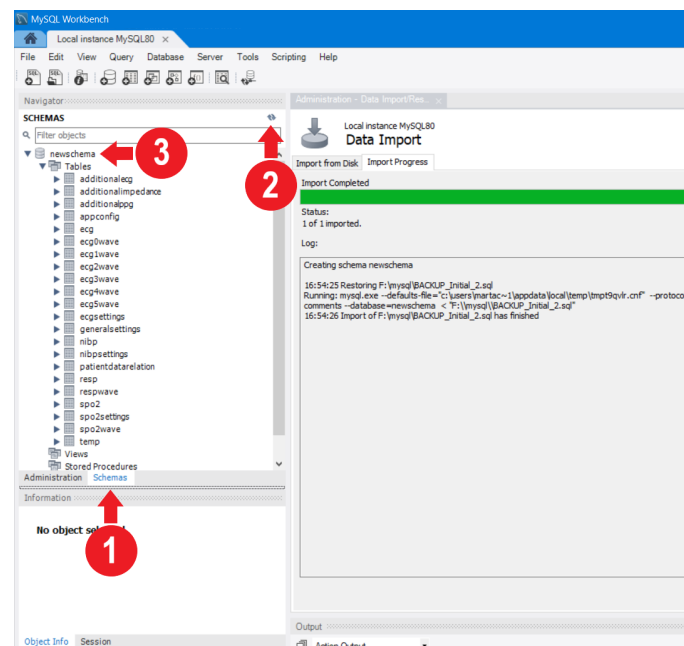 MySQL Workbench
Local instance MySQL80 ×
File Edit View Query Database Server Tools Scripting Help
Navigator
SCHEMAS
Filter objects
newschema
Tables
additionalecg
additionalimpedance
additionalppg
appconfig
ecg
ecg0wave
ecg1wave
ecg2wave
ecg3wave
ecg4wave
ecg5wave
ecgsettings
generalsettings
nibp
nibpsettings
patientdatarelation
resp
respwave
spo2
spo2settings
spo2wave
temp
Views
Stored Procedures
Administration Schemas
Information
No object
Object Info Session
3
2
1
Administration - Data Import/Res... ×
Local instance MySQL80
Data Import
Import from Disk Import Progress
Import Completed
Status:
1 of 1 imported.
Log:
Creating schema newschema
16:54:25 Restoring F:\mysql\BACKUP_Initial_2.sql
Running: mysql.exe --defaults-file="c:\users\martac~1\appdata\local\temp\tmpt9qvlr.cnf" --protoco
comments --database=newschema < "F:\\mysql\\BACKUP_Initial_2.sql"
16:54:26 Import of F:\mysql\BACKUP_Initial_2.sql has finished
Output
Action Output